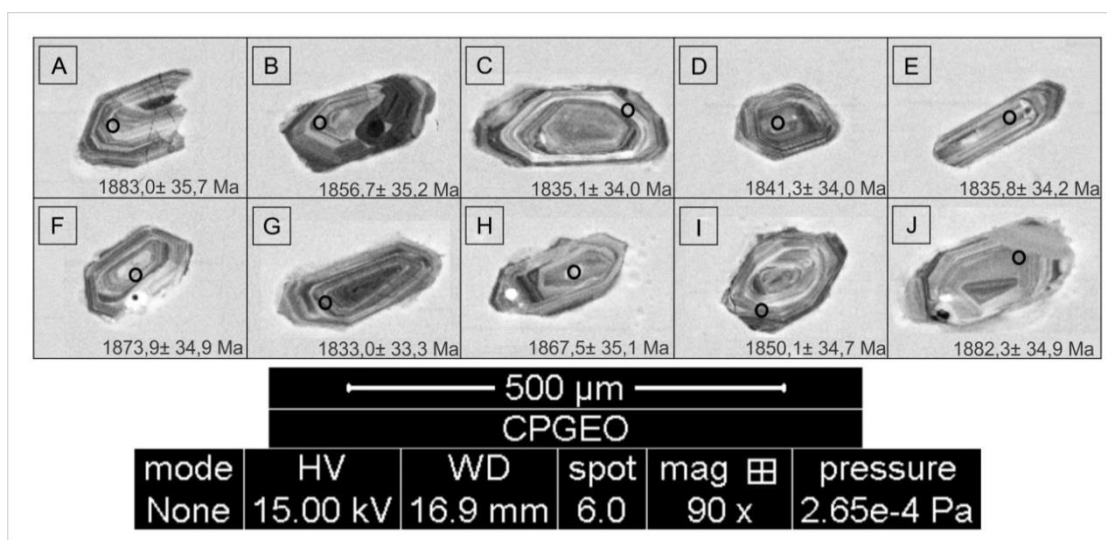 A B C D E
1883,0± 35,7 Ma 1856,7± 35,2 Ma 1835,1± 34,0 Ma 1841,3± 34,0 Ma 1835,8± 34,2 Ma
F G H I J
1873,9± 34,9 Ma 1833,0± 33,3 Ma 1867,5± 35,1 Ma 1850,1± 34,7 Ma 1882,3± 34,9 Ma
500 µm
CPGEO
mode HV WD spot mag pressure
None 15.00 kV 16.9 mm 6.0 90 x 2.65e-4 Pa